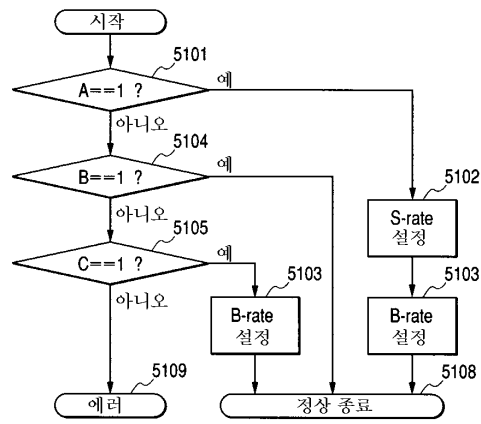 시작
5101
A==1 ?
예
아니오
5104
B==1 ?
예
아니오
5102
S-rate
설정
5105
C==1 ?
예
아니오
5103
B-rate
설정
5103
B-rate
설정
5109
에러
5108
정상 종료